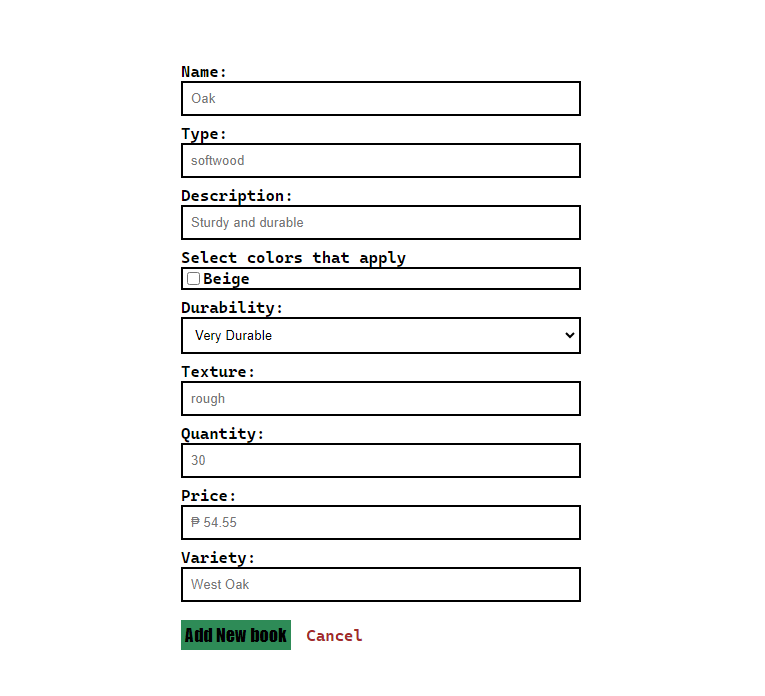 Name:
Oak
Type:
softwood
Description:
Sturdy and durable
Select colors that apply
Beige
Durability:
Very Durable
Texture:
rough
Quantity:
30
Price:
₱ 54.55
Variety:
West Oak
Add New book Cancel